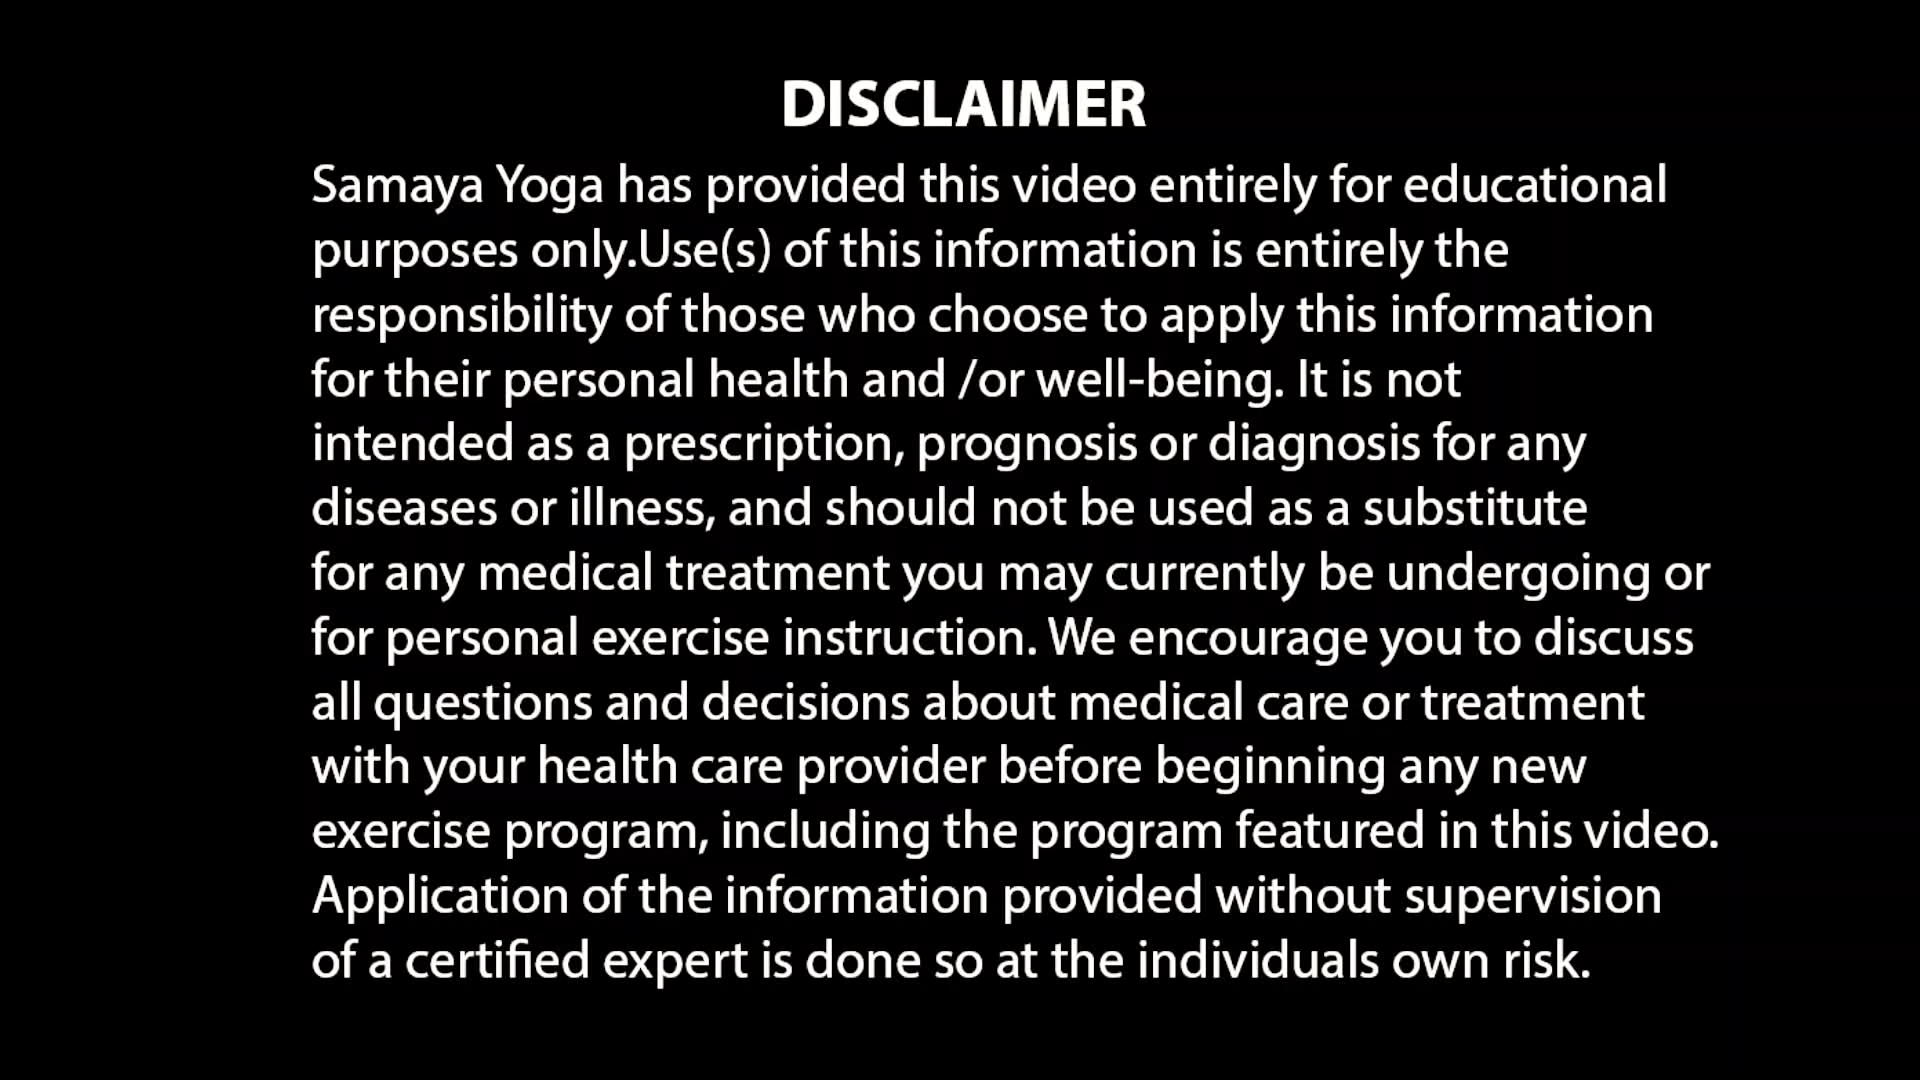 DISCLAIMER
Samaya Yoga has provided this video entirely for educational
purposes only.Use(s) of this information is entirely the
responsibility of those who choose to apply this information
for their personal health and /or well-being. It is not
intended as a prescription, prognosis or diagnosis for any
diseases or illness, and should not be used as a substitute
for any medical treatment you may currently be undergoing or
for personal exercise instruction. We encourage you to discuss
all questions and decisions about medical care or treatment
with your health care provider before beginning any new
exercise program, including the program featured in this video.
Application of the information provided without supervision
of a certified expert is done so at the individuals own risk.